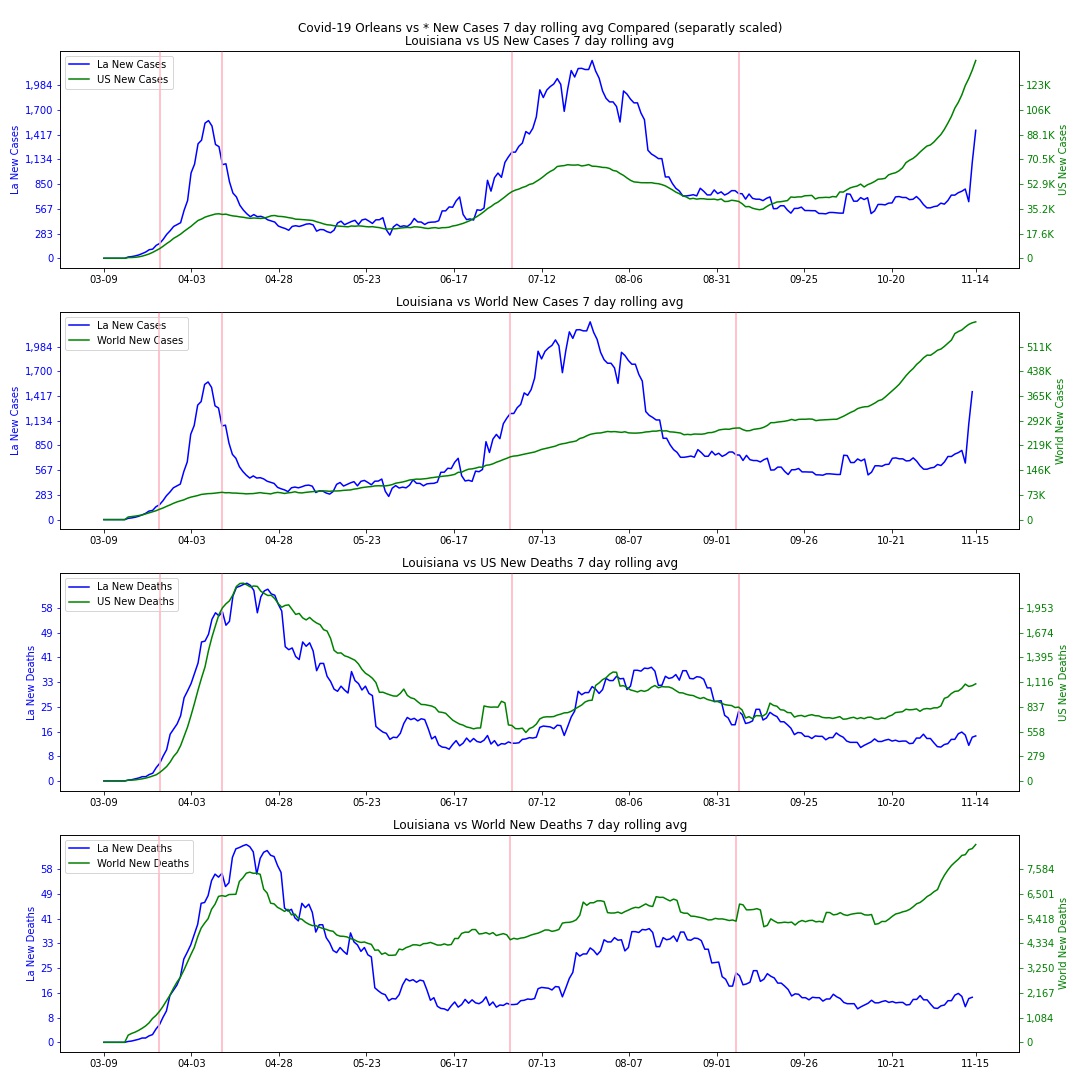 Covid-19 Orleans vs * New Cases 7 day rolling avg Compared (separatly scaled)
Louisiana vs US New Cases 7 day rolling avg
La New Cases
US New Cases
1,984
1,700
1,417
1,134
850
567
283
0
La New Cases
123K
106K
88.1K
70.5K
52.9K
35.2K
17.6K
0
US New Cases
03-09 04-03 04-28 05-23 06-17 07-12 08-06 08-31 09-25 10-20 11-14
Louisiana vs World New Cases 7 day rolling avg
La New Cases
World New Cases
1,984
1,700
1,417
1,134
850
567
283
0
La New Cases
511K
438K
365K
292K
219K
146K
73K
0
World New Cases
03-09 04-03 04-28 05-23 06-17 07-13 08-07 09-01 09-26 10-21 11-15
Louisiana vs US New Deaths 7 day rolling avg
La New Deaths
US New Deaths
58
49
41
33
25
16
8
0
La New Deaths
1,953
1,674
1,395
1,116
837
558
279
0
US New Deaths
03-09 04-03 04-28 05-23 06-17 07-12 08-06 08-31 09-25 10-20 11-14
Louisiana vs World New Deaths 7 day rolling avg
La New Deaths
World New Deaths
58
49
41
33
25
16
8
0
La New Deaths
7,584
6,501
5,418
4,334
3,250
2,167
1,084
0
World New Deaths
03-09 04-03 04-28 05-23 06-17 07-13 08-07 09-01 09-26 10-21 11-15